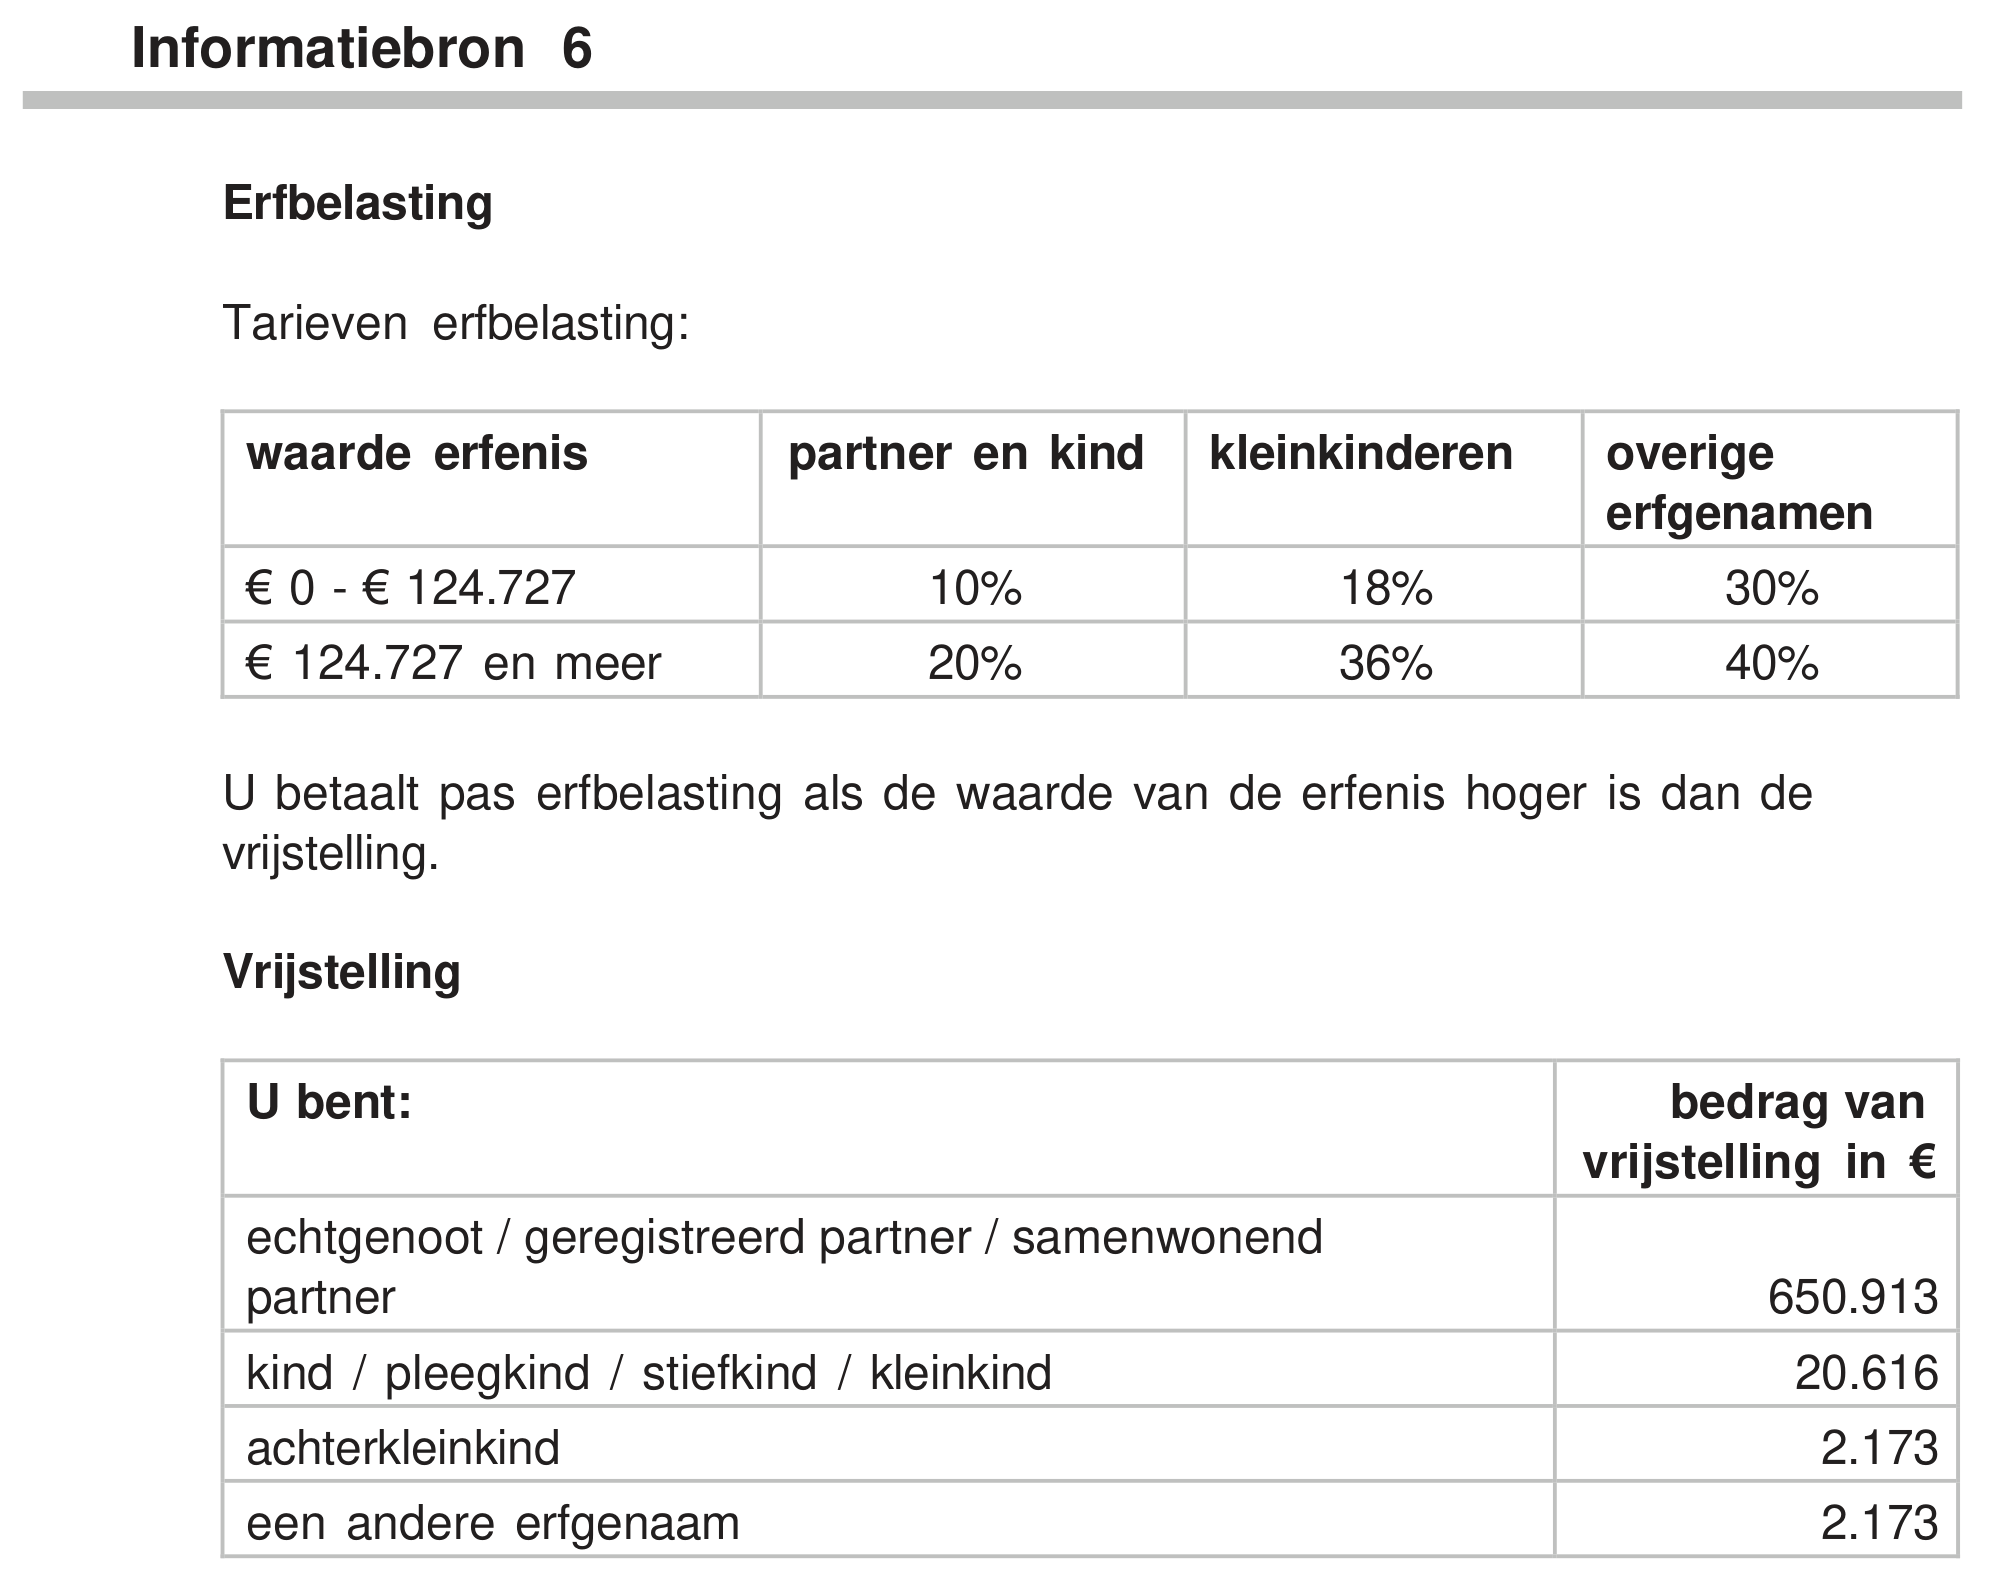 Informatiebron 6
Erfbelasting
Tarieven erfbelasting:
waarde erfenis partner en kind kleinkinderen overige
erfgenamen
€ 0 - € 124.727 10% 18% 30%
€ 124.727 en meer 20% 36% 40%
U betaalt pas erfbelasting als de waarde van de erfenis hoger is dan de
vrijstelling.
Vrijstelling
U bent: bedrag van
vrijstelling in €
echtgenoot / geregistreerd partner / samenwonend
partner 650.913
kind / pleegkind / stiefkind / kleinkind 20.616
achterkleinkind 2.173
een andere erfgenaam 2.173